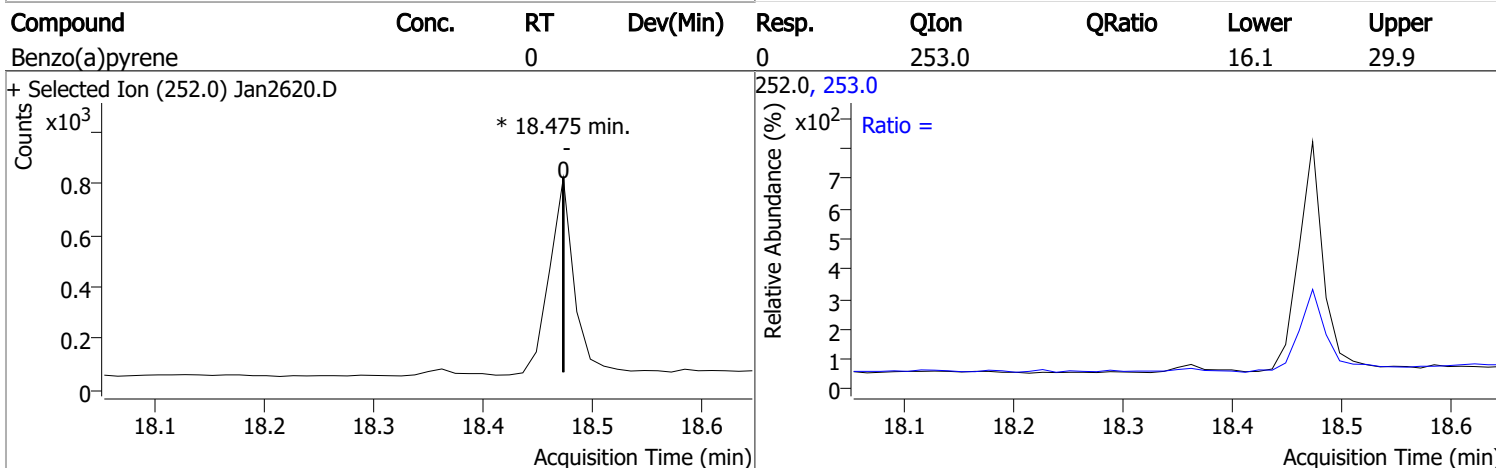 Compound Conc. RT Dev(Min) Resp. QIon QRatio Lower Upper
Benzo(a)pyrene 0 0 253.0 16.1 29.9
+ Selected Ion (252.0) Jan2620.D
Counts
x10³
* 18.475 min.
-
0
0.8
0.6
0.4
0.2
0
18.1 18.2 18.3 18.4 18.5 18.6
Acquisition Time (min)
252.0, 253.0
Relative Abundance (%)
x10²
Ratio =
7
6
5
4
3
2
1
0
18.1 18.2 18.3 18.4 18.5 18.6
Acquisition Time (min)